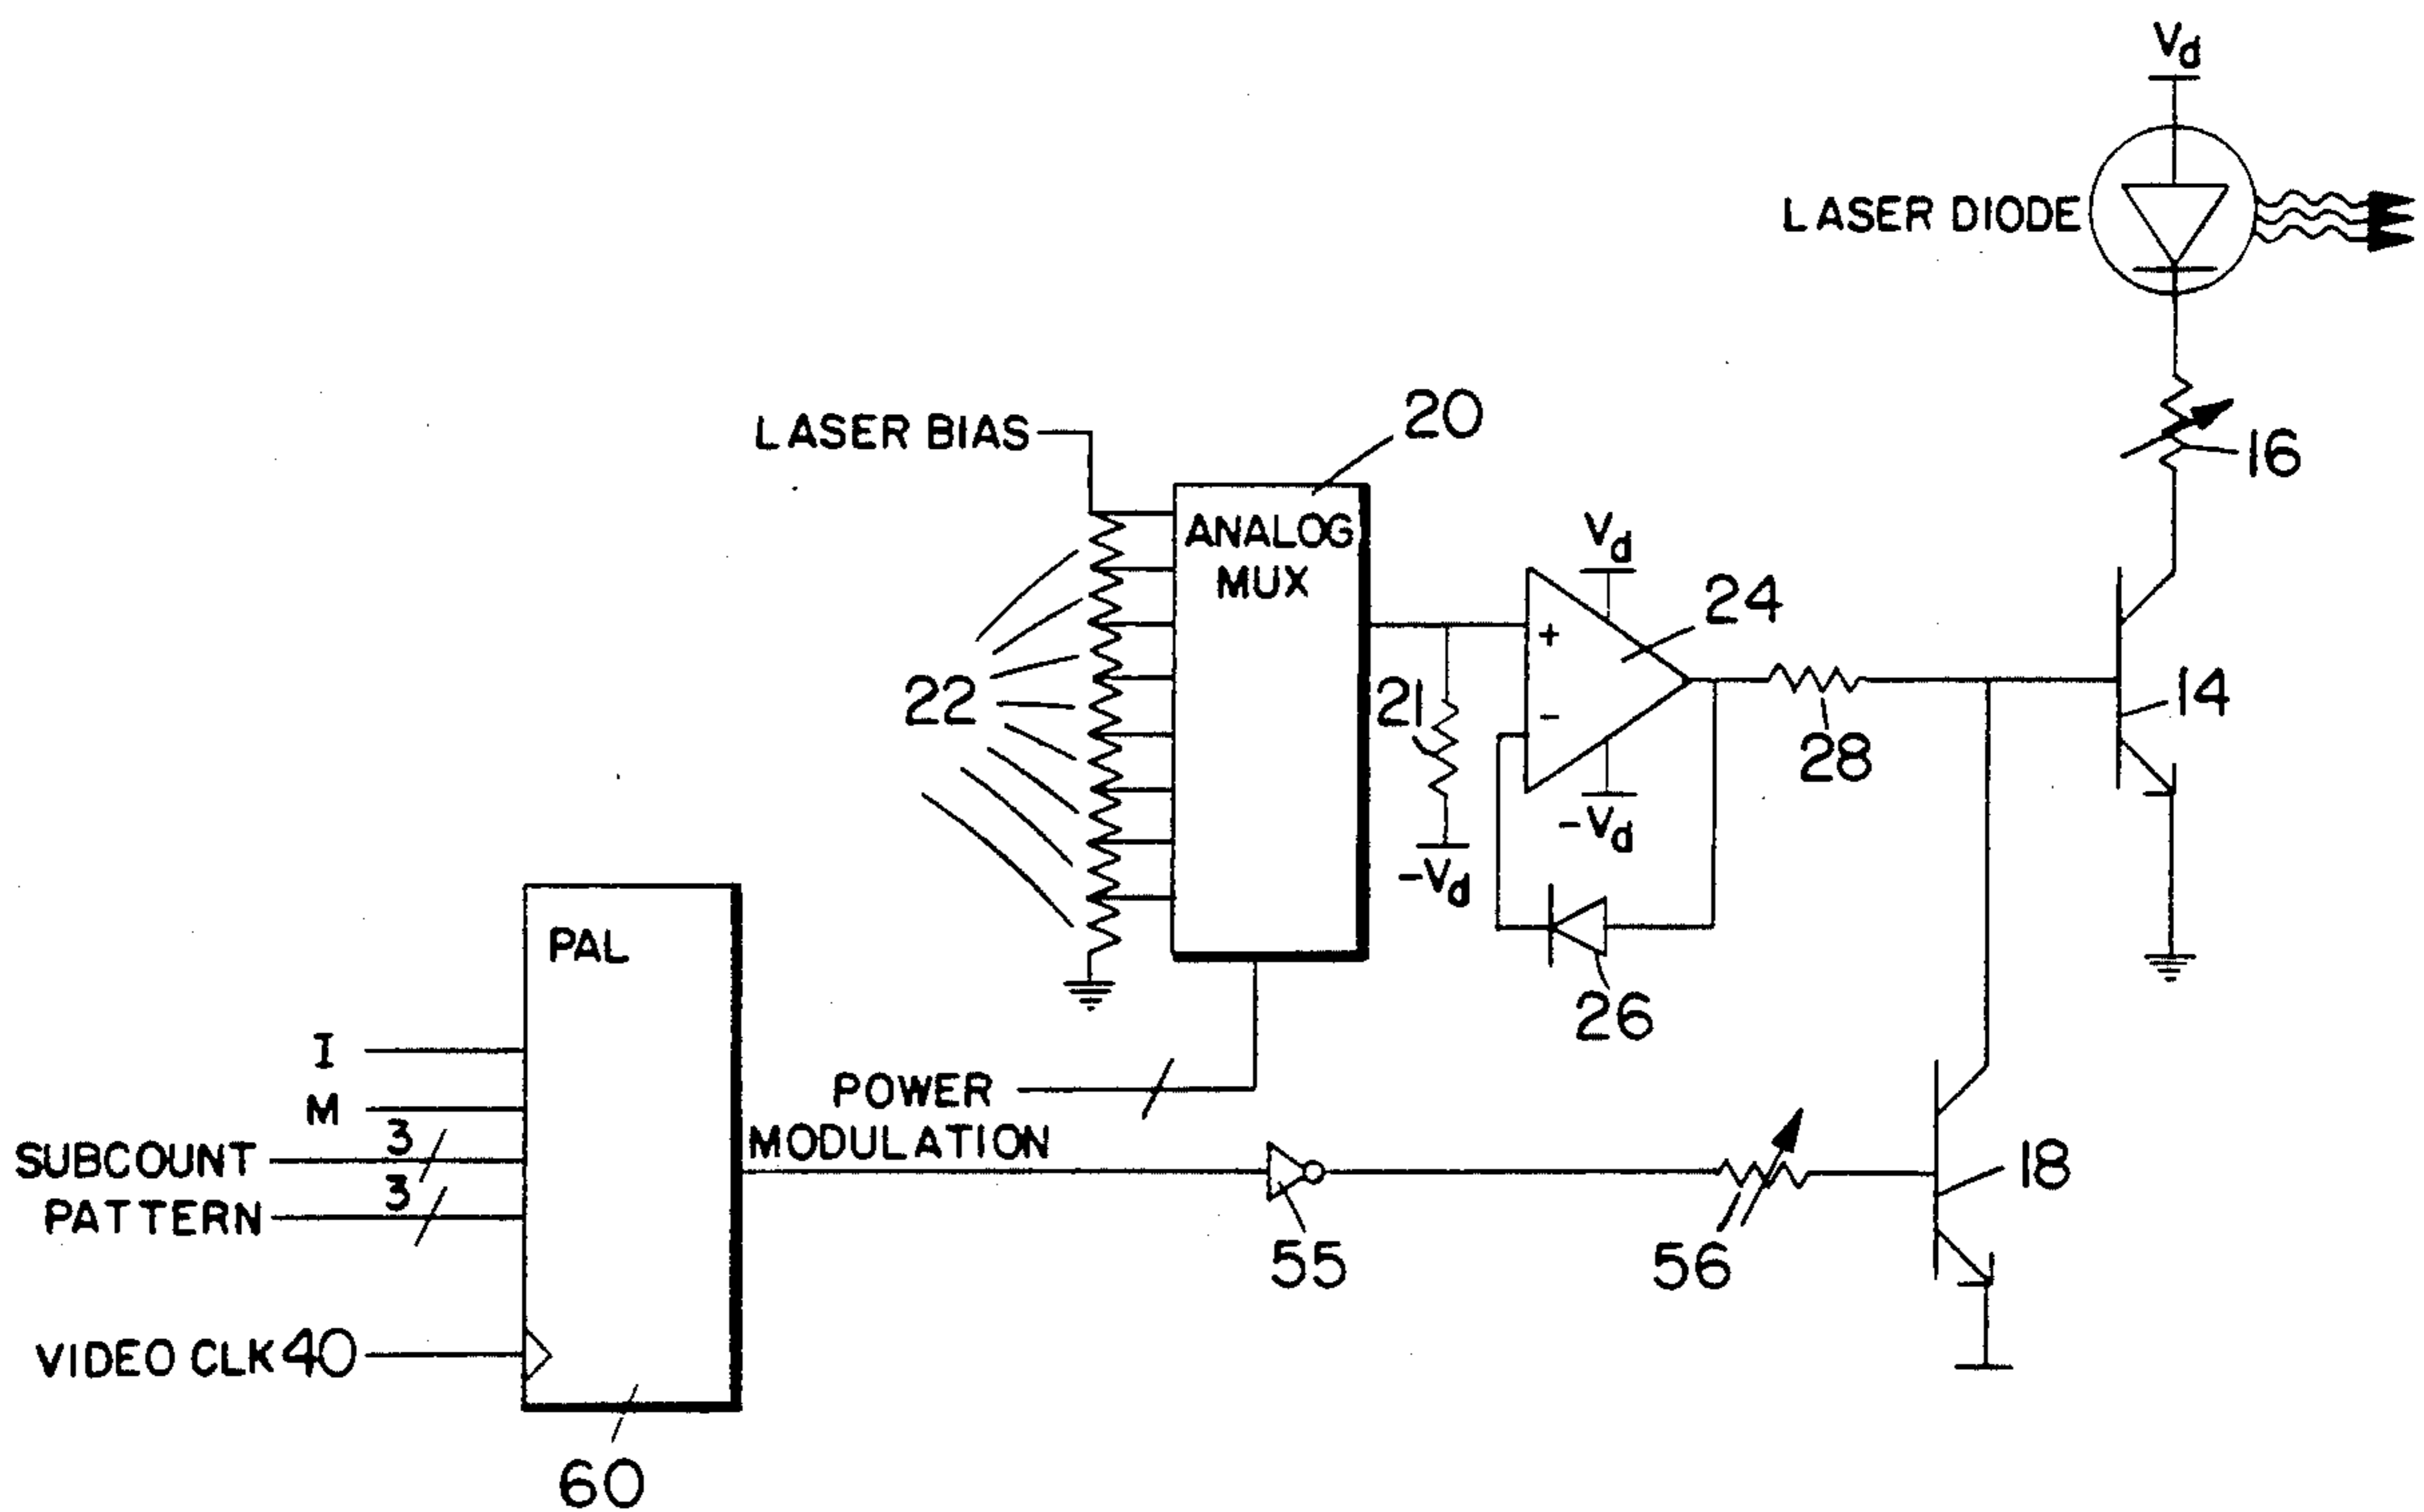 Vd
LASER DIODE
16
LASER BIAS
20
ANALOG
MUX
Vd
24
22
21
+
-
28
14
-Vd
-Vd
26
PAL
I
M
POWER
MODULATION
SUBCOUNT 3
PATTERN 3
18
55
56
VIDEO CLK 40
60